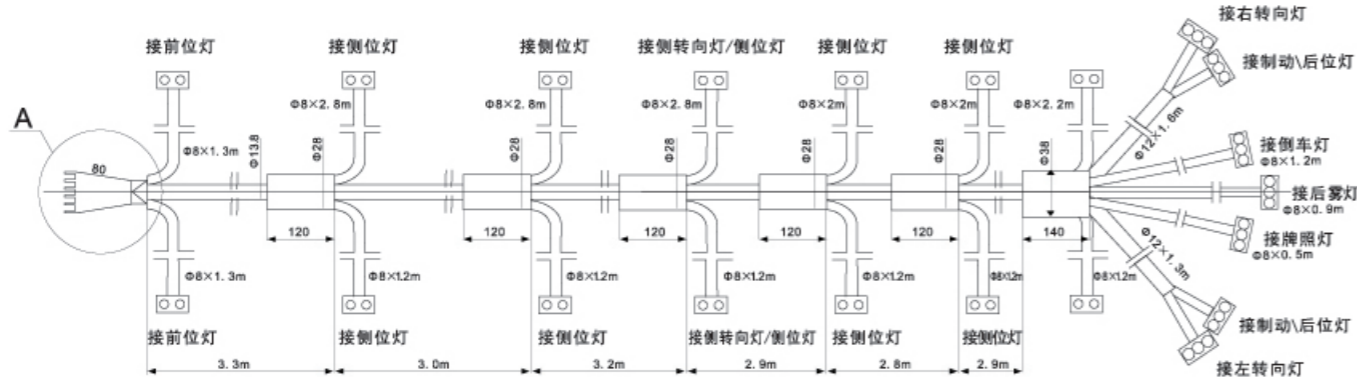 接右转向灯
接前位灯
接侧位灯
接侧位灯
接侧转向灯/侧位灯
接侧位灯
接侧位灯
接制动\后位灯
A
80
Φ8×1.3m
Φ13.8
Φ8×2.8m
Φ28
Φ8×2.8m
Φ28
Φ8×2.8m
Φ28
Φ8×2m
Φ28
Φ8×2m
Φ28
Φ8×2.2m
Φ38
Φ12×1.6m
接倒车灯
Φ8×1.2m
接后雾灯
Φ8×0.9m
接牌照灯
Φ8×0.5m
120
120
120
120
120
140
Φ12×1.3m
Φ8×1.3m
Φ8×1.2m
Φ8×1.2m
Φ8×1.2m
Φ8×1.2m
Φ8×1.2m
Φ8×1.2m
接前位灯
接侧位灯
接侧位灯
接侧转向灯/侧位灯
接侧位灯
接侧位灯
接制动\后位灯
接左转向灯
3.3m
3.0m
3.2m
2.9m
2.8m
2.9m